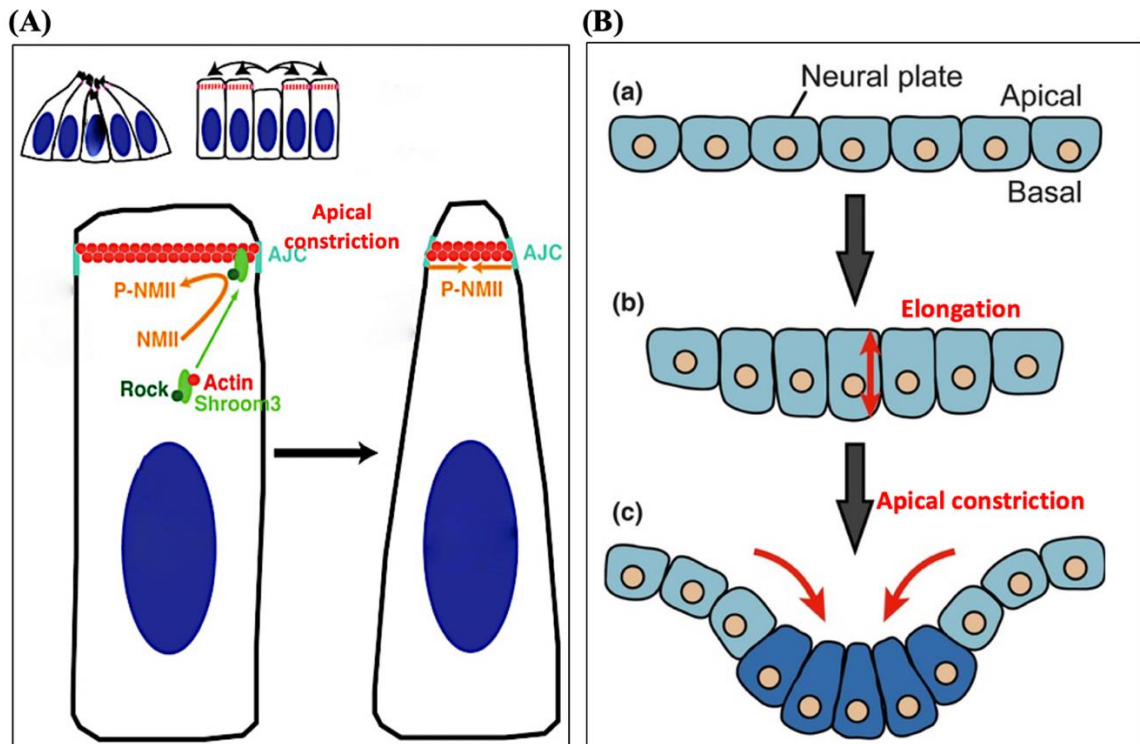 (A)
Apical
constriction
AJC
P-NMII
NMII
Rock
Actin
Shroom3
AJC
P-NMII
(B)
(a)
Neural plate
Apical
Basal
(b)
Elongation
(c)
Apical constriction